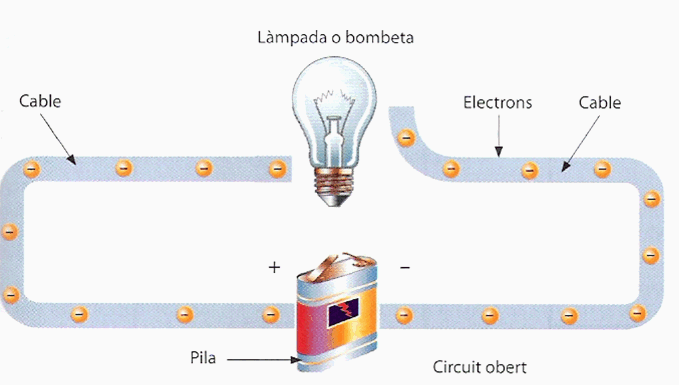 Làmpada o bombeta
Cable
Electrons
Cable
+
−
Pila
Circuit obert